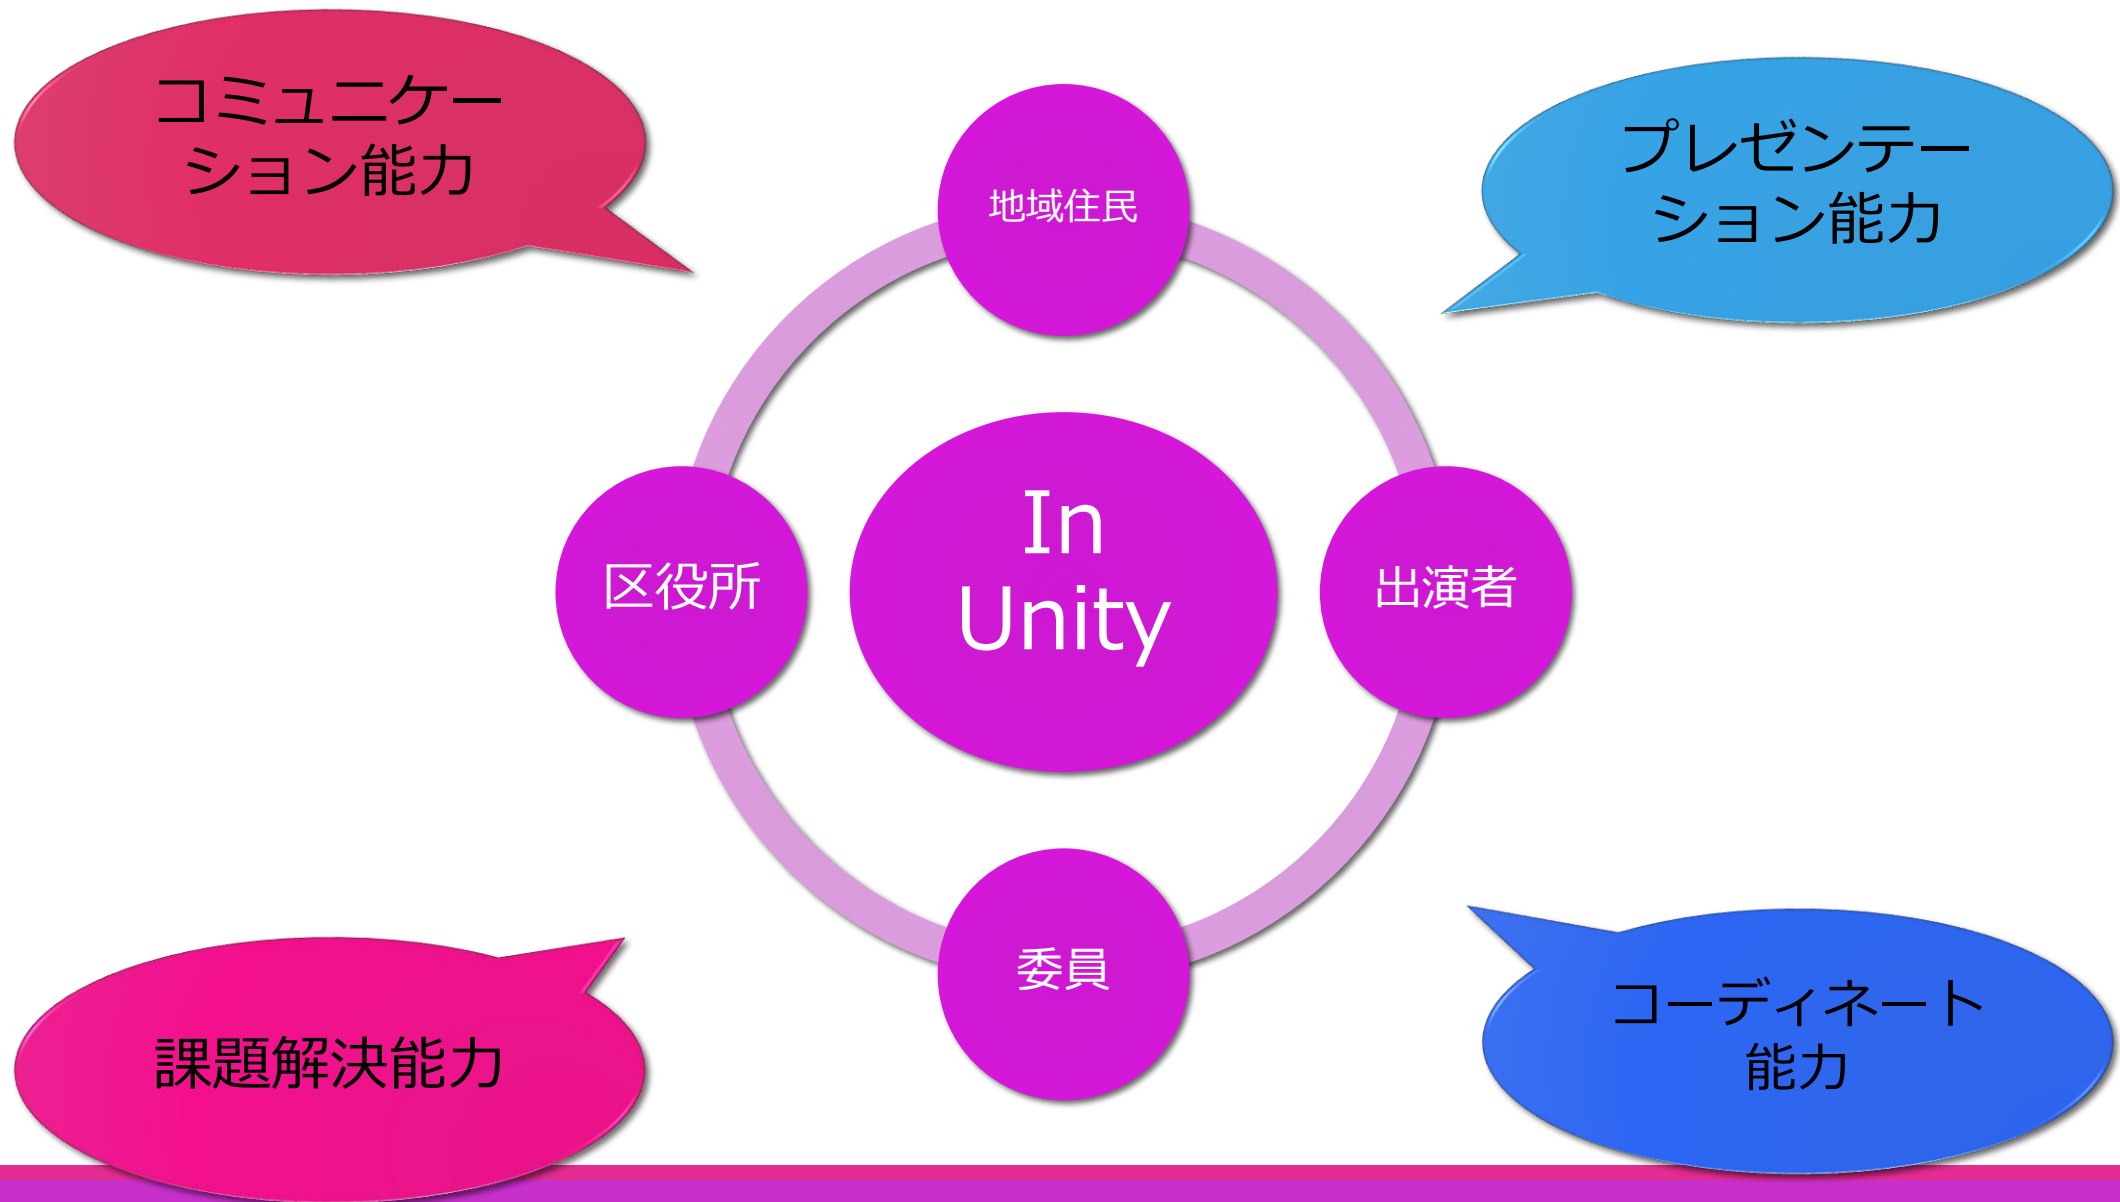 コミュニケー
ション能力
プレゼンテー
ション能力
地域住民
In
Unity
区役所
出演者
委員
課題解決能力
コーディネート
能力